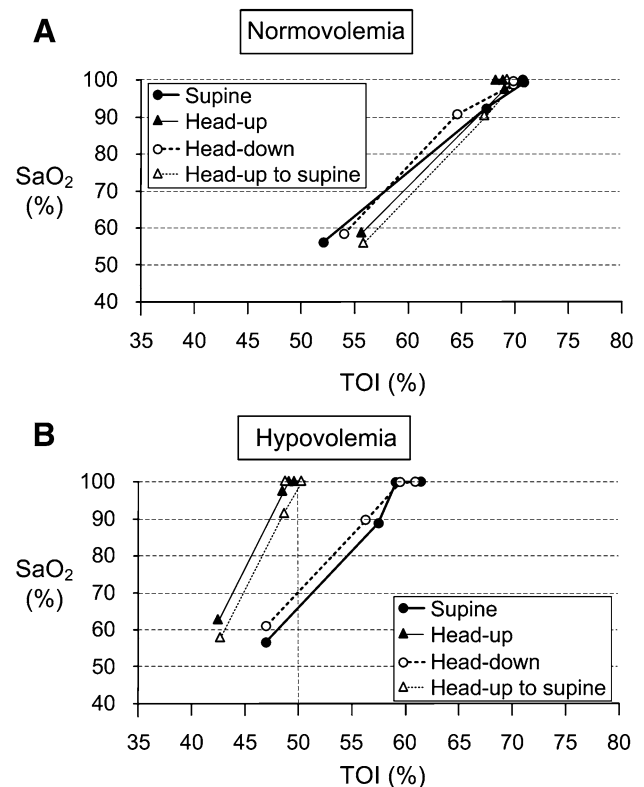 A
Normovolemia
100
90
80
70
60
50
40
SaO2
(%)
Supine
Head-up
Head-down
Head-up to supine
35 40 45 50 55 60 65 70 75 80
TOI (%)
B
Hypovolemia
100
90
80
70
60
50
40
SaO2
(%)
Supine
Head-up
Head-down
Head-up to supine
35 40 45 50 55 60 65 70 75 80
TOI (%)